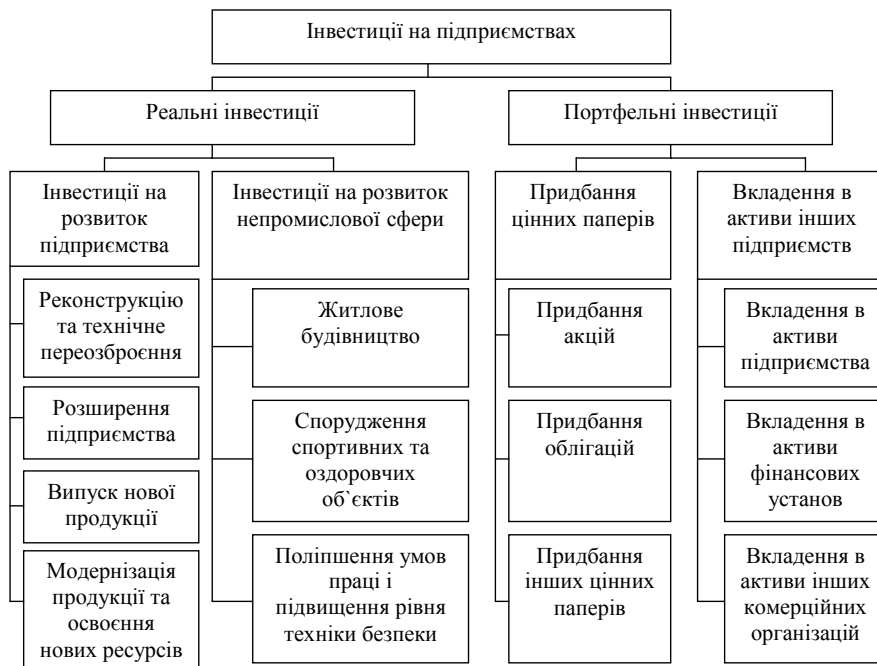 Інвестиції на підприємствах
Реальні інвестиції
Портфельні інвестиції
Інвестиції на
розвиток
підприємства
Інвестиції на розвиток
непромислової сфери
Придбання
цінних паперів
Вкладення в
активи інших
підприємств
Реконструкцію
та технічне
переозброєння
Житлове
будівництво
Придбання
акцій
Вкладення в
активи
підприємства
Розширення
підприємства
Спорудження
спортивних та
оздоровчих
об`єктів
Придбання
облігацій
Вкладення в
активи
фінансових
установ
Випуск нової
продукції
Модернізація
продукції та
освоєння
нових ресурсів
Поліпшення умов
праці і
підвищення рівня
техніки безпеки
Придбання
інших цінних
паперів
Вкладення в
активи інших
комерційних
організацій